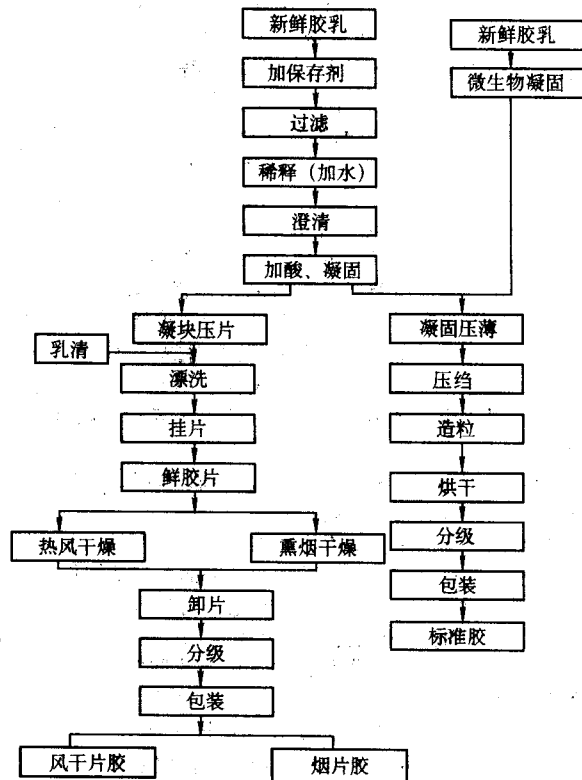 新鲜胶乳
新鲜胶乳
加保存剂
微生物凝固
过滤
稀释（加水）
澄清
加酸、凝固
凝块压片
凝固压薄
乳清
漂洗
压绉
挂片
造粒
鲜胶片
烘干
热风干燥
熏烟干燥
分级
卸片
包装
分级
标准胶
包装
风干片胶
烟片胶